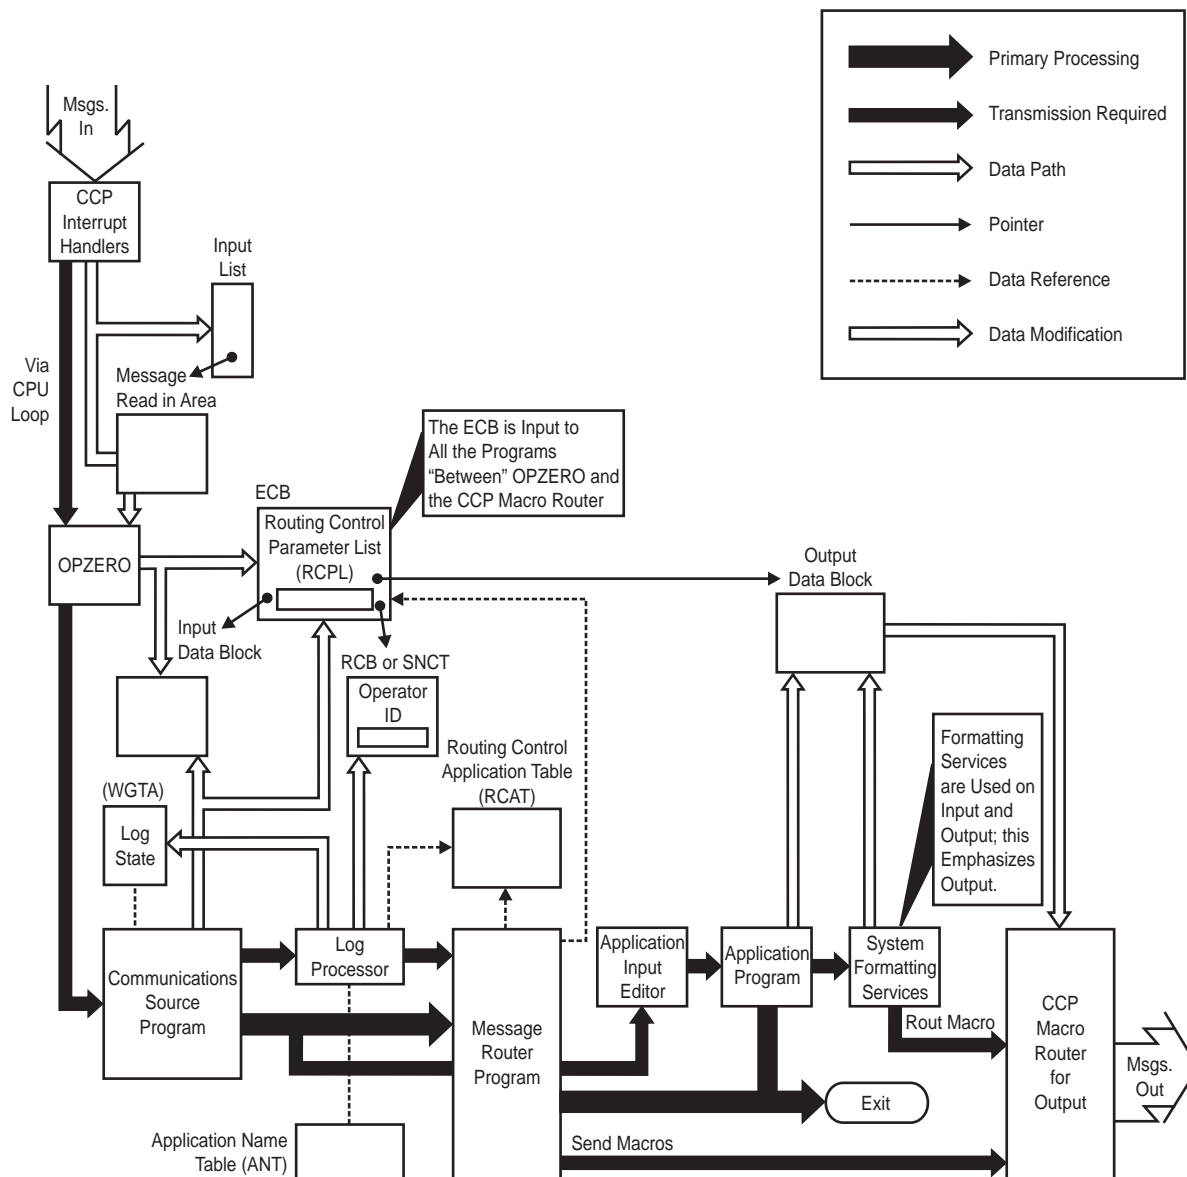 Primary Processing
Transmission Required
Data Path
Pointer
Data Reference
Data Modification
Msgs.
In
CCP
Interrupt
Handlers
Input
List
Via
CPU
Loop
Message
Read in Area
The ECB is Input to
All the Programs
“Between” OPZERO and
the CCP Macro Router
ECB
Routing Control
Parameter List
(RCPL)
OPZERO
Output
Data Block
Input
Data Block
RCB or SNCT
Operator
ID
Routing Control
Application Table
(RCAT)
Formatting
Services
are Used on
Input and
Output; this
Emphasizes
Output.
(WGTA)
Log
State
Communications
Source
Program
Log
Processor
Message
Router
Program
Application
Input
Editor
Application
Program
System
Formatting
Services
Rout Macro
CCP
Macro
Router
for
Output
Msgs.
Out
Exit
Send Macros
Application Name
Table (ANT)